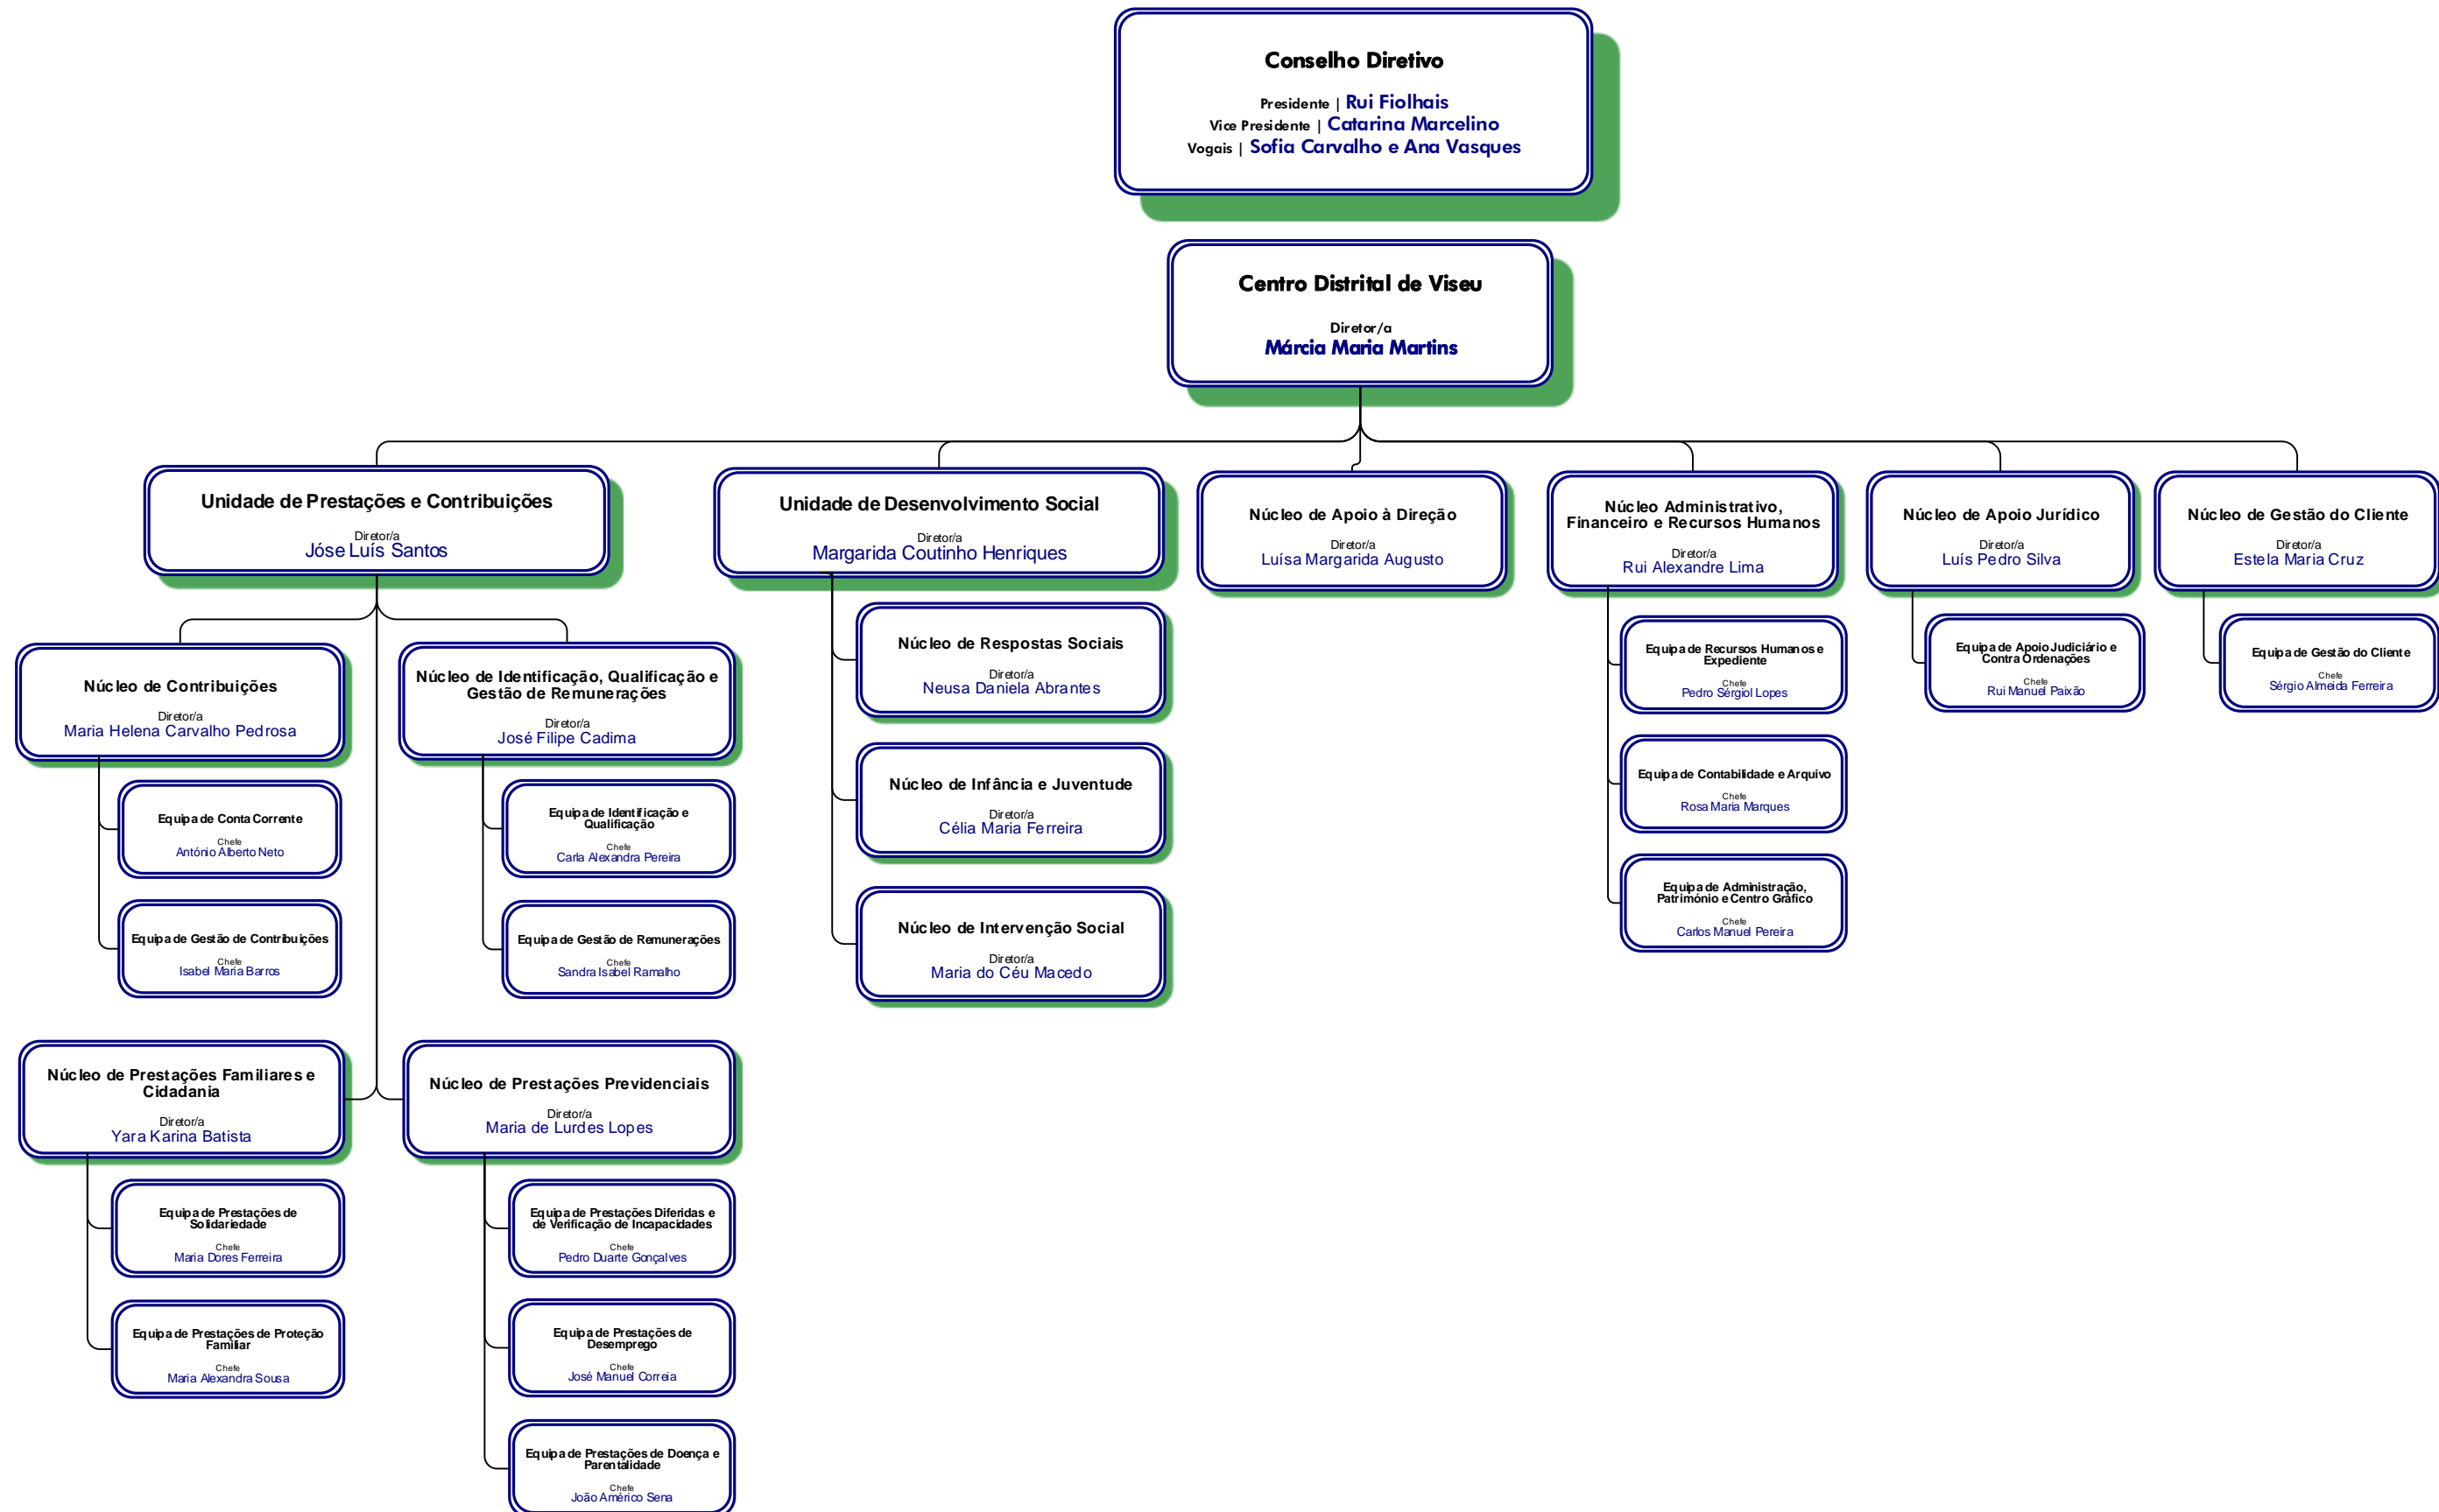 Conselho Diretivo
Presidente | Rui Fiolhais
Vice Presidente | Catarina Marcelino
Vogais | Sofia Carvalho e Ana Vasques
Centro Distrital de Viseu
Diretor/a
Márcia Maria Martins
Unidade de Prestações e Contribuições
Diretor/a
Jóse Luís Santos
Unidade de Desenvolvimento Social
Diretor/a
Margarida Coutinho Henriques
Núcleo de Apoio à Direção
Diretor/a
Luísa Margarida Augusto
Núcleo Administrativo,
Financeiro e Recursos Humanos
Diretor/a
Rui Alexandre Lima
Núcleo de Apoio Jurídico
Diretor/a
Luís Pedro Silva
Núcleo de Gestão do Cliente
Diretor/a
Estela Maria Cruz
Núcleo de Contribuições
Diretor/a
Maria Helena Carvalho Pedrosa
Equipa de Conta Corrente
Chefe
António Alberto Neto
Equipa de Gestão de Contribuições
Chefe
Isabel Maria Barros
Núcleo de Identificação, Qualificação e
Gestão de Remunerações
Diretor/a
José Filipe Cadima
Equipa de Identificação e
Qualificação
Chefe
Carla Alexandra Pereira
Equipa de Gestão de Remunerações
Chefe
Sandra Isabel Ramalho
Núcleo de Respostas Sociais
Diretor/a
Neusa Daniela Abrantes
Núcleo de Infância e Juventude
Diretor/a
Célia Maria Ferreira
Núcleo de Intervenção Social
Diretor/a
Maria do Céu Macedo
Equipa de Recursos Humanos e
Expediente
Chefe
Pedro Sérgiol Lopes
Equipa de Contabilidade e Arquivo
Chefe
Rosa Maria Marques
Equipa de Administração,
Património e Centro Gráfico
Chefe
Carlos Manuel Pereira
Equipa de Apoio Judiciário e
Contra Ordenações
Chefe
Rui Manuel Paixão
Equipa de Gestão do Cliente
Chefe
Sérgio Almeida Ferreira
Núcleo de Prestações Familiares e
Cidadania
Diretor/a
Yara Karina Batista
Equipa de Prestações de
Solidariedade
Chefe
Maria Dores Ferreira
Equipa de Prestações de Proteção
Familiar
Chefe
Maria Alexandra Sousa
Núcleo de Prestações Previdenciais
Diretor/a
Maria de Lurdes Lopes
Equipa de Prestações Diferidas e
de Verificação de Incapacidades
Chefe
Pedro Duarte Gonçalves
Equipa de Prestações de
Desemprego
Chefe
José Manuel Correia
Equipa de Prestações de Doença e
Parentalidade
Chefe
João Américo Sena